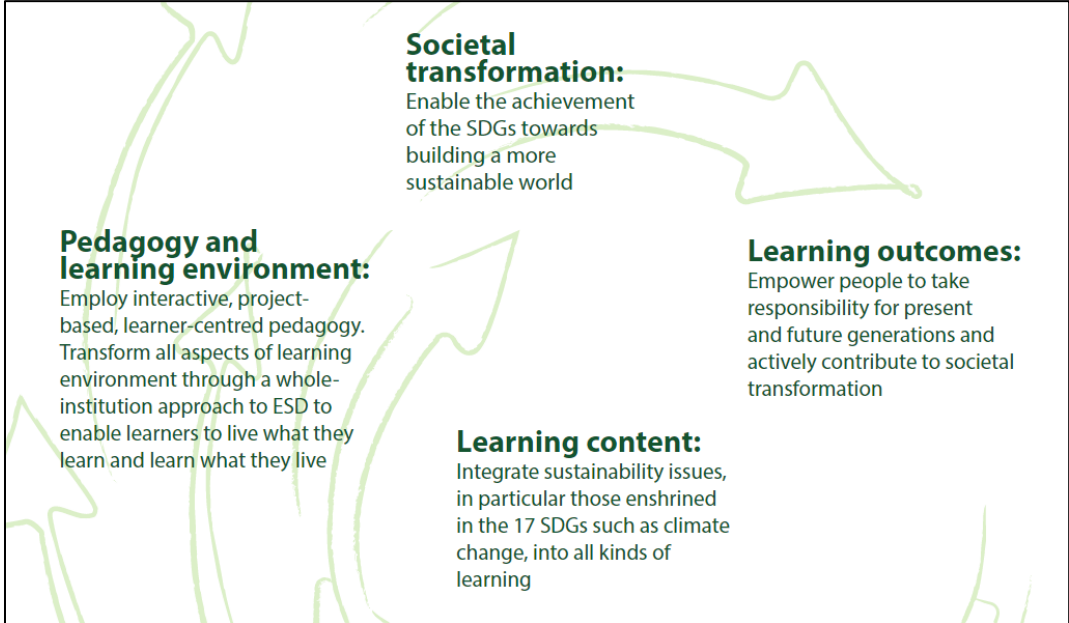 Societal
transformation:
Enable the achievement
of the SDGs towards
building a more
sustainable world
Pedagogy and
learning environment:
Employ interactive, project-
based, learner-centred pedagogy.
Transform all aspects of learning
environment through a whole-
institution approach to ESD to
enable learners to live what they
learn and learn what they live
Learning outcomes:
Empower people to take
responsibility for present
and future generations and
actively contribute to societal
transformation
Learning content:
Integrate sustainability issues,
in particular those enshrined
in the 17 SDGs such as climate
change, into all kinds of
learning